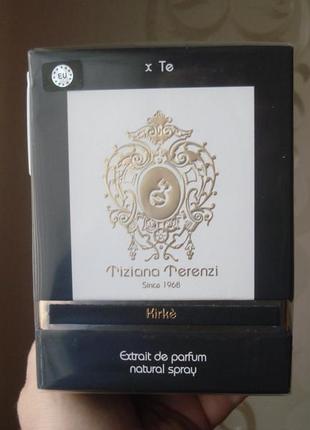 EU
x Te
Tiziana Terenzi
Since 1968
Kirkè
Extrait de parfum
natural spray